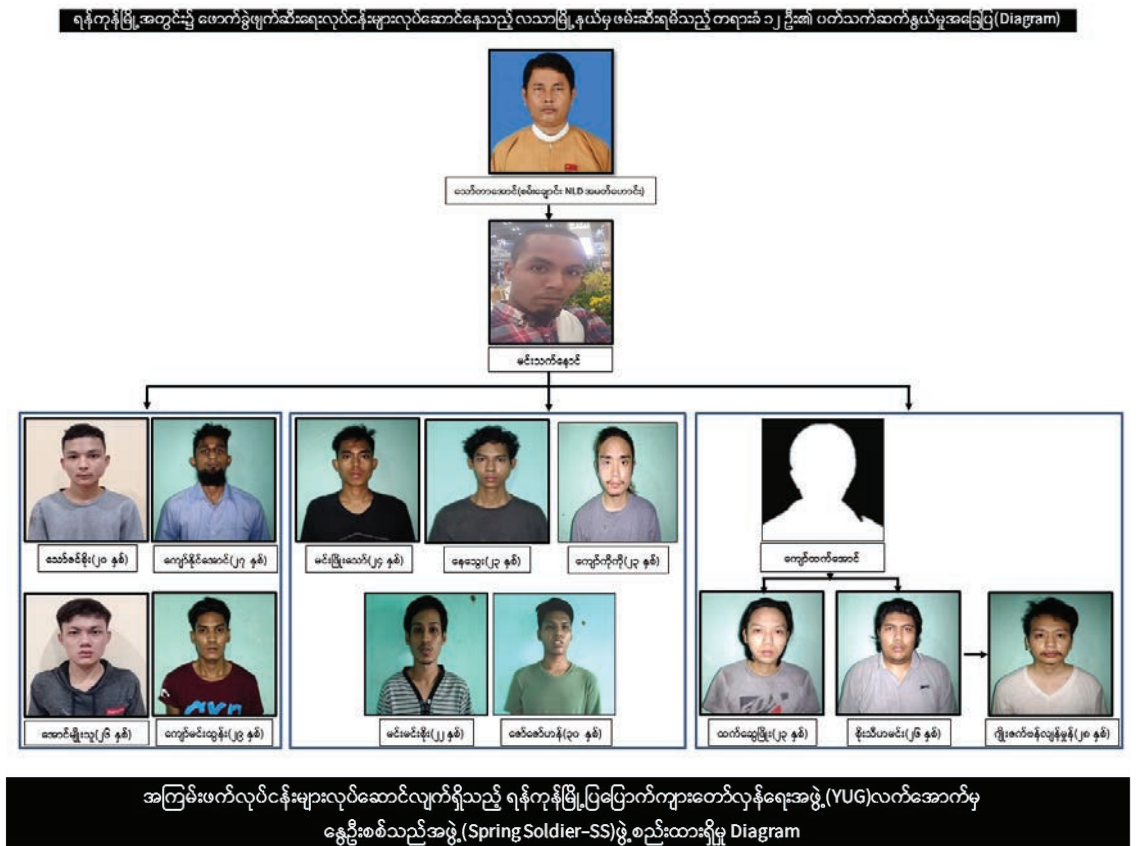 ရန်ကုန်မြို့အတွင်း၌ ဖောက်ခွဲဖျက်ဆီးရေးလုပ်ငန်းများလုပ်ဆောင်နေသည့် လသာမြို့နယ်မှ ဖမ်းဆီးရမိသည့် တရားခံ ၁၂ ဦး၏ ပတ်သက်ဆက်နွယ်မှုအခြေပြ(Diagram)
သော်တာအောင်(စမ်းချောင်း NLD အမတ်ဟောင်း)
မင်းသက်နောင်
သော်ဇင်စိုး(၂၀ နှစ်)
ကျော်နိုင်အောင်(၂၇ နှစ်)
မင်းဖြိုးသော်(၂၄ နှစ်)
နေသွေး(၂၃ နှစ်)
ကျော်ကိုကို(၂၃ နှစ်)
ကျော်ထက်အောင်
အောင်မျိုးသူ(၂၆ နှစ်)
ကျော်မင်းထွန်း(၂၉ နှစ်)
မင်းမင်းစိုး(၂၂ နှစ်)
ဇော်ဇော်ဟန်(၃၀ နှစ်)
ထက်ဆွေဖြိုး(၂၃ နှစ်)
စိုးသီဟမင်း(၂၆ နှစ်)
ဂျိုးဇက်ဗန်လျန်မှုန်(၂၈ နှစ်)
အကြမ်းဖက်လုပ်ငန်းများလုပ်ဆောင်လျက်ရှိသည့် ရန်ကုန်မြို့ပြပြောက်ကျားတော်လှန်ရေးအဖွဲ့(YUG)လက်အောက်မှ
နွေဦးစစ်သည်အဖွဲ့(Spring Soldier-SS)ဖွဲ့စည်းထားရှိမှု Diagram